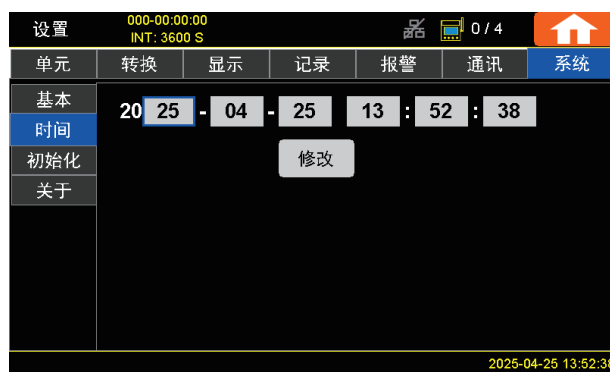 设置
000-00:00:00
INT: 3600 S
0 / 4
单元 转换 显示 记录 报警 通讯 系统
基本
时间
初始化
关于
20 25 - 04 - 25 13 : 52 : 38
修改
2025-04-25 13:52:38